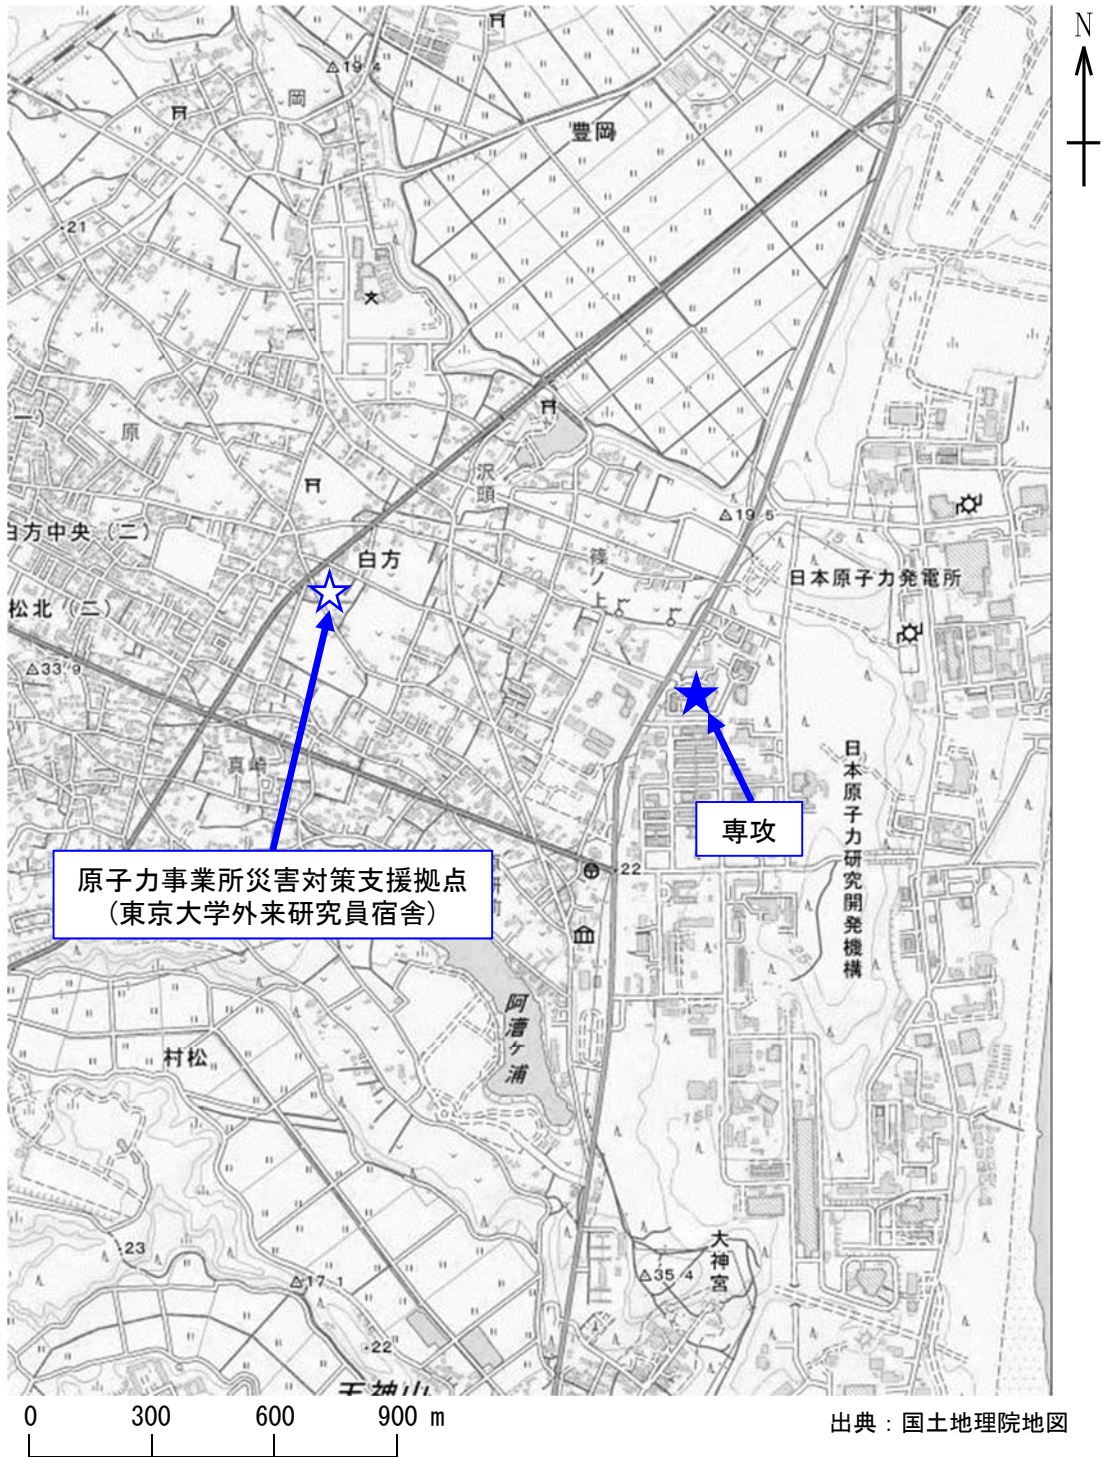 N
19.4
岡
豊岡
21
原
沢頭
19.5
白方中央(二)
白方
篠ノ上
日本原子力発電所
松北(二)
33.9
真崎
日本原子力研究開発機構
専攻
22
原子力事業所災害対策支援拠点
(東京大学外来研究員宿舎)
25
阿漕ヶ浦
村松
23
大神宮
35.4
17.1
22
天神山
0 300 600 900 m
出典：国土地理院地図